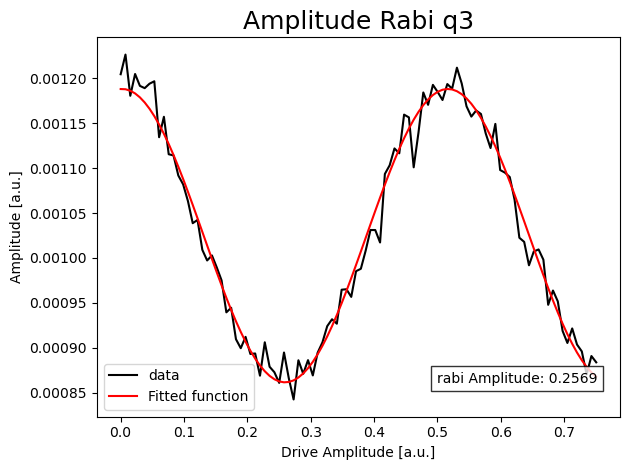 Amplitude Rabi q3
Amplitude [a.u.]
0.00120
0.00115
0.00110
0.00105
0.00100
0.00095
0.00090
0.00085
data
Fitted function
rabi Amplitude: 0.2569
0.0 0.1 0.2 0.3 0.4 0.5 0.6 0.7
Drive Amplitude [a.u.]